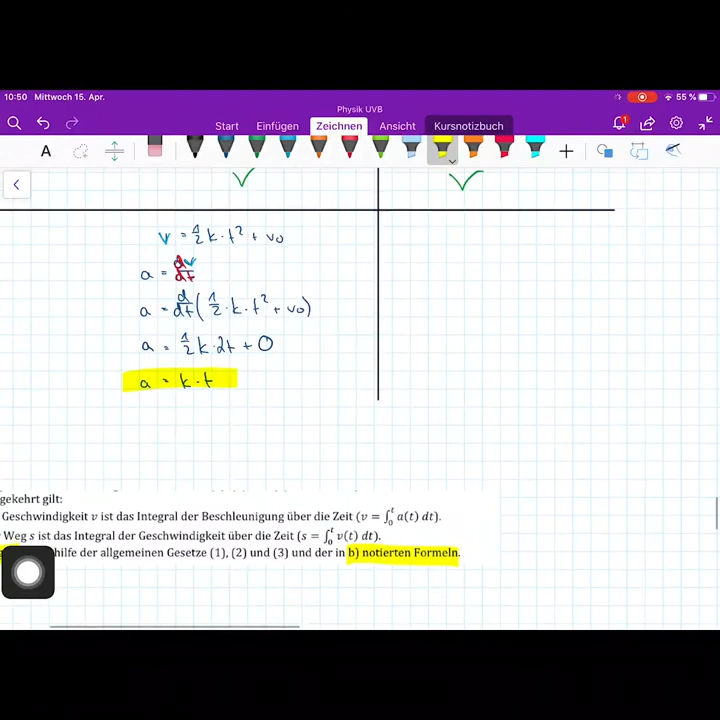 10:50 Mittwoch 15. Apr.
55 %
Physik UVB
Start Einfügen Zeichnen Ansicht Kursnotizbuch
1
A
v = 1/2 k · t² + v0
a = dv/dt
a = d/dt ( 1/2 · k · t² + v0 )
a = 1/2 k · 2t + 0
a = k · t
gekehrt gilt:
Geschwindigkeit v ist das Integral der Beschleunigung über die Zeit (v = ∫₀ᵗ a(t) dt).
Weg s ist das Integral der Geschwindigkeit über die Zeit (s = ∫₀ᵗ v(t) dt).
hilfe der allgemeinen Gesetze (1), (2) und (3) und der in b) notierten Formeln.